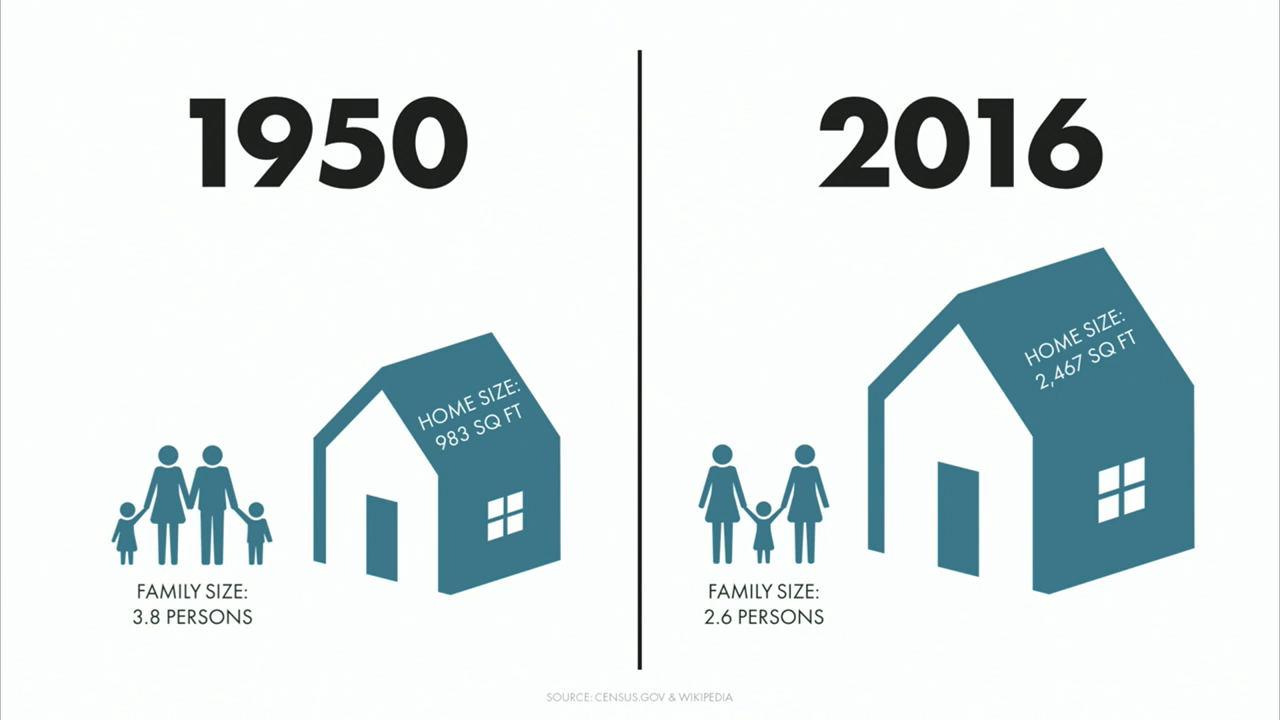 1950
HOME SIZE:
983 SQ FT
FAMILY SIZE:
3.8 PERSONS
2016
HOME SIZE:
2,467 SQ FT
FAMILY SIZE:
2.6 PERSONS
SOURCE: CENSUS.GOV & WIKIPEDIA